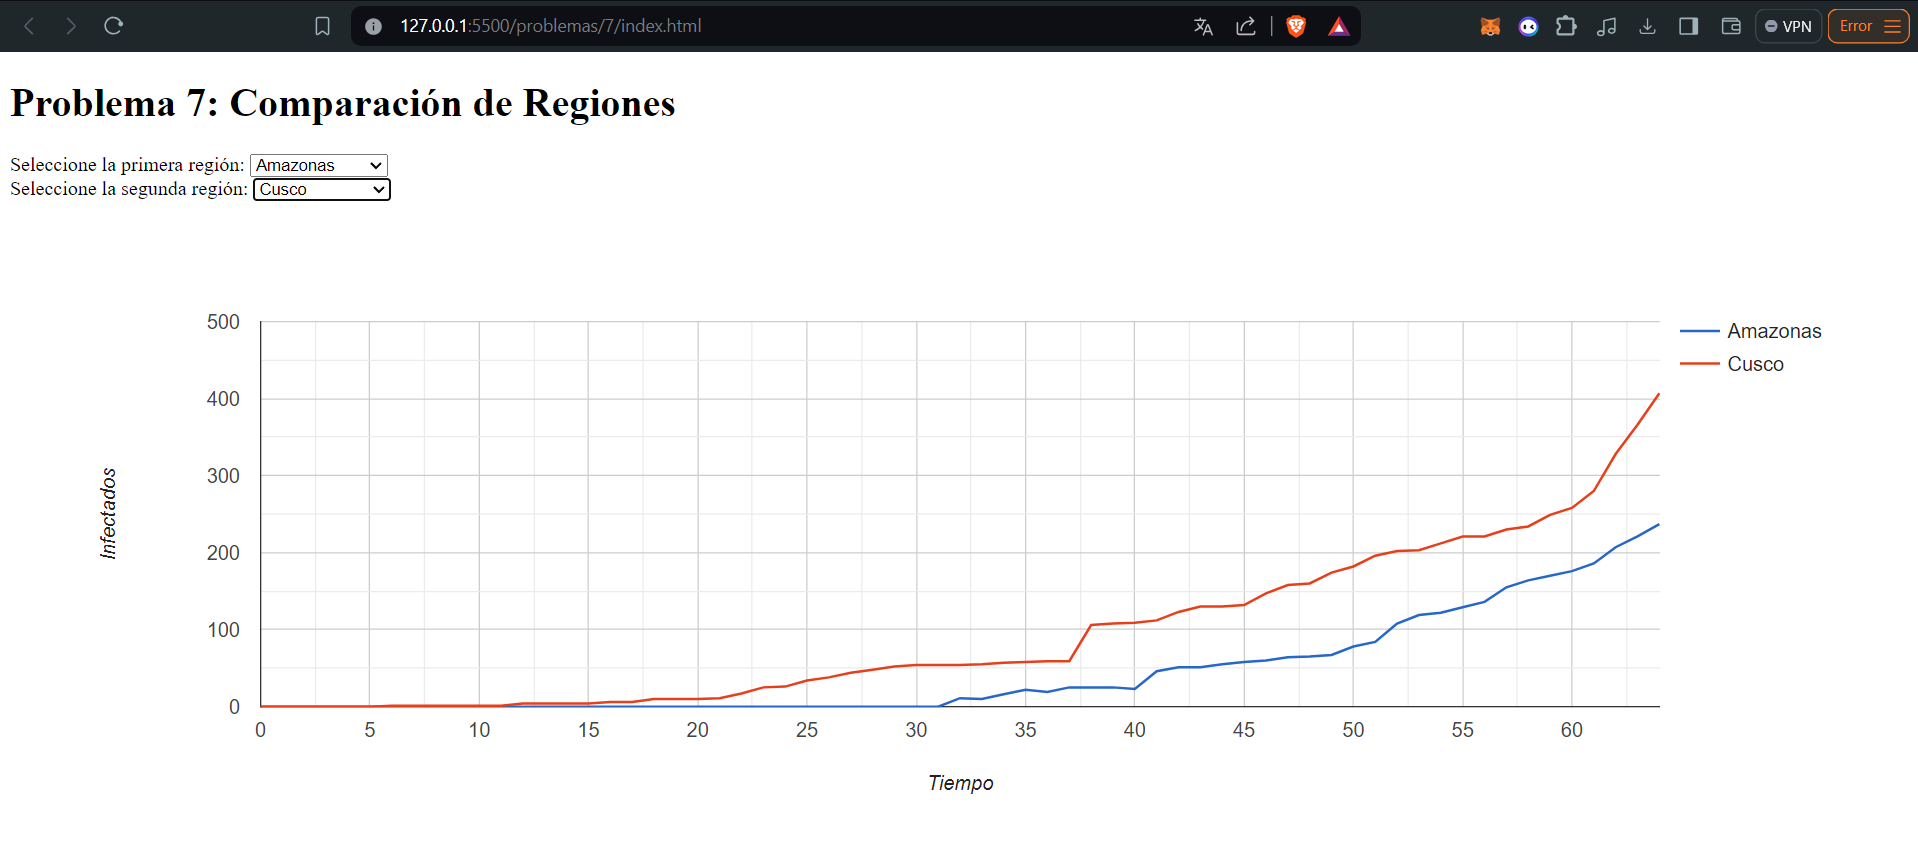 127.0.0.1:5500/problemas/7/index.html
VPN
Error
Problema 7: Comparación de Regiones
Seleccione la primera región: Amazonas
Seleccione la segunda región: Cusco
500
400
300
200
100
0
Infectados
0 5 10 15 20 25 30 35 40 45 50 55 60
Tiempo
Amazonas
Cusco